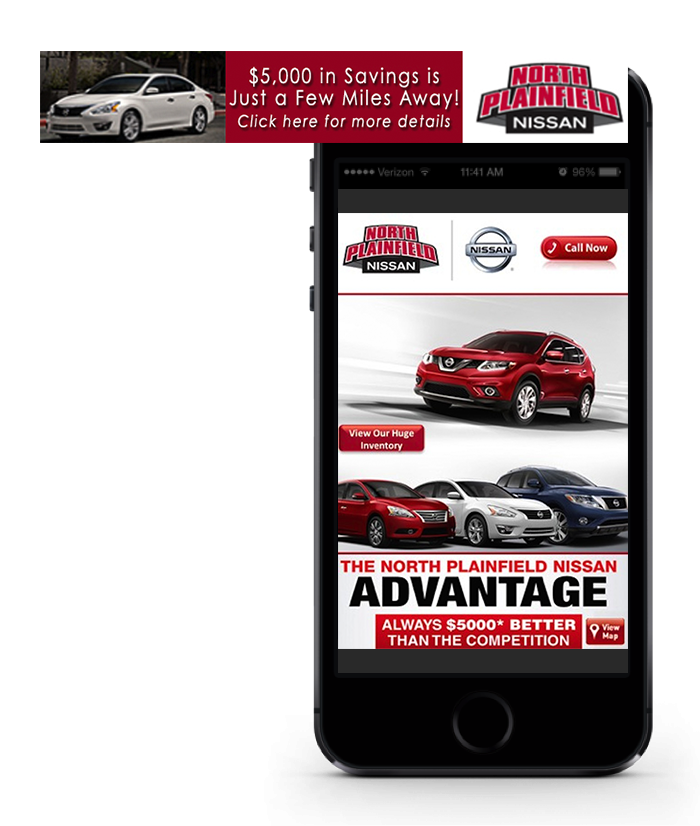 $5,000 in Savings is
Just a Few Miles Away!
Click here for more details
NORTH
PLAINFIELD
NISSAN
Verizon
11:41 AM
96%
NORTH
PLAINFIELD
NISSAN
NISSAN
Call Now
View Our Huge
Inventory
THE NORTH PLAINFIELD NISSAN
ADVANTAGE
ALWAYS $5000* BETTER
THAN THE COMPETITION
View
Map